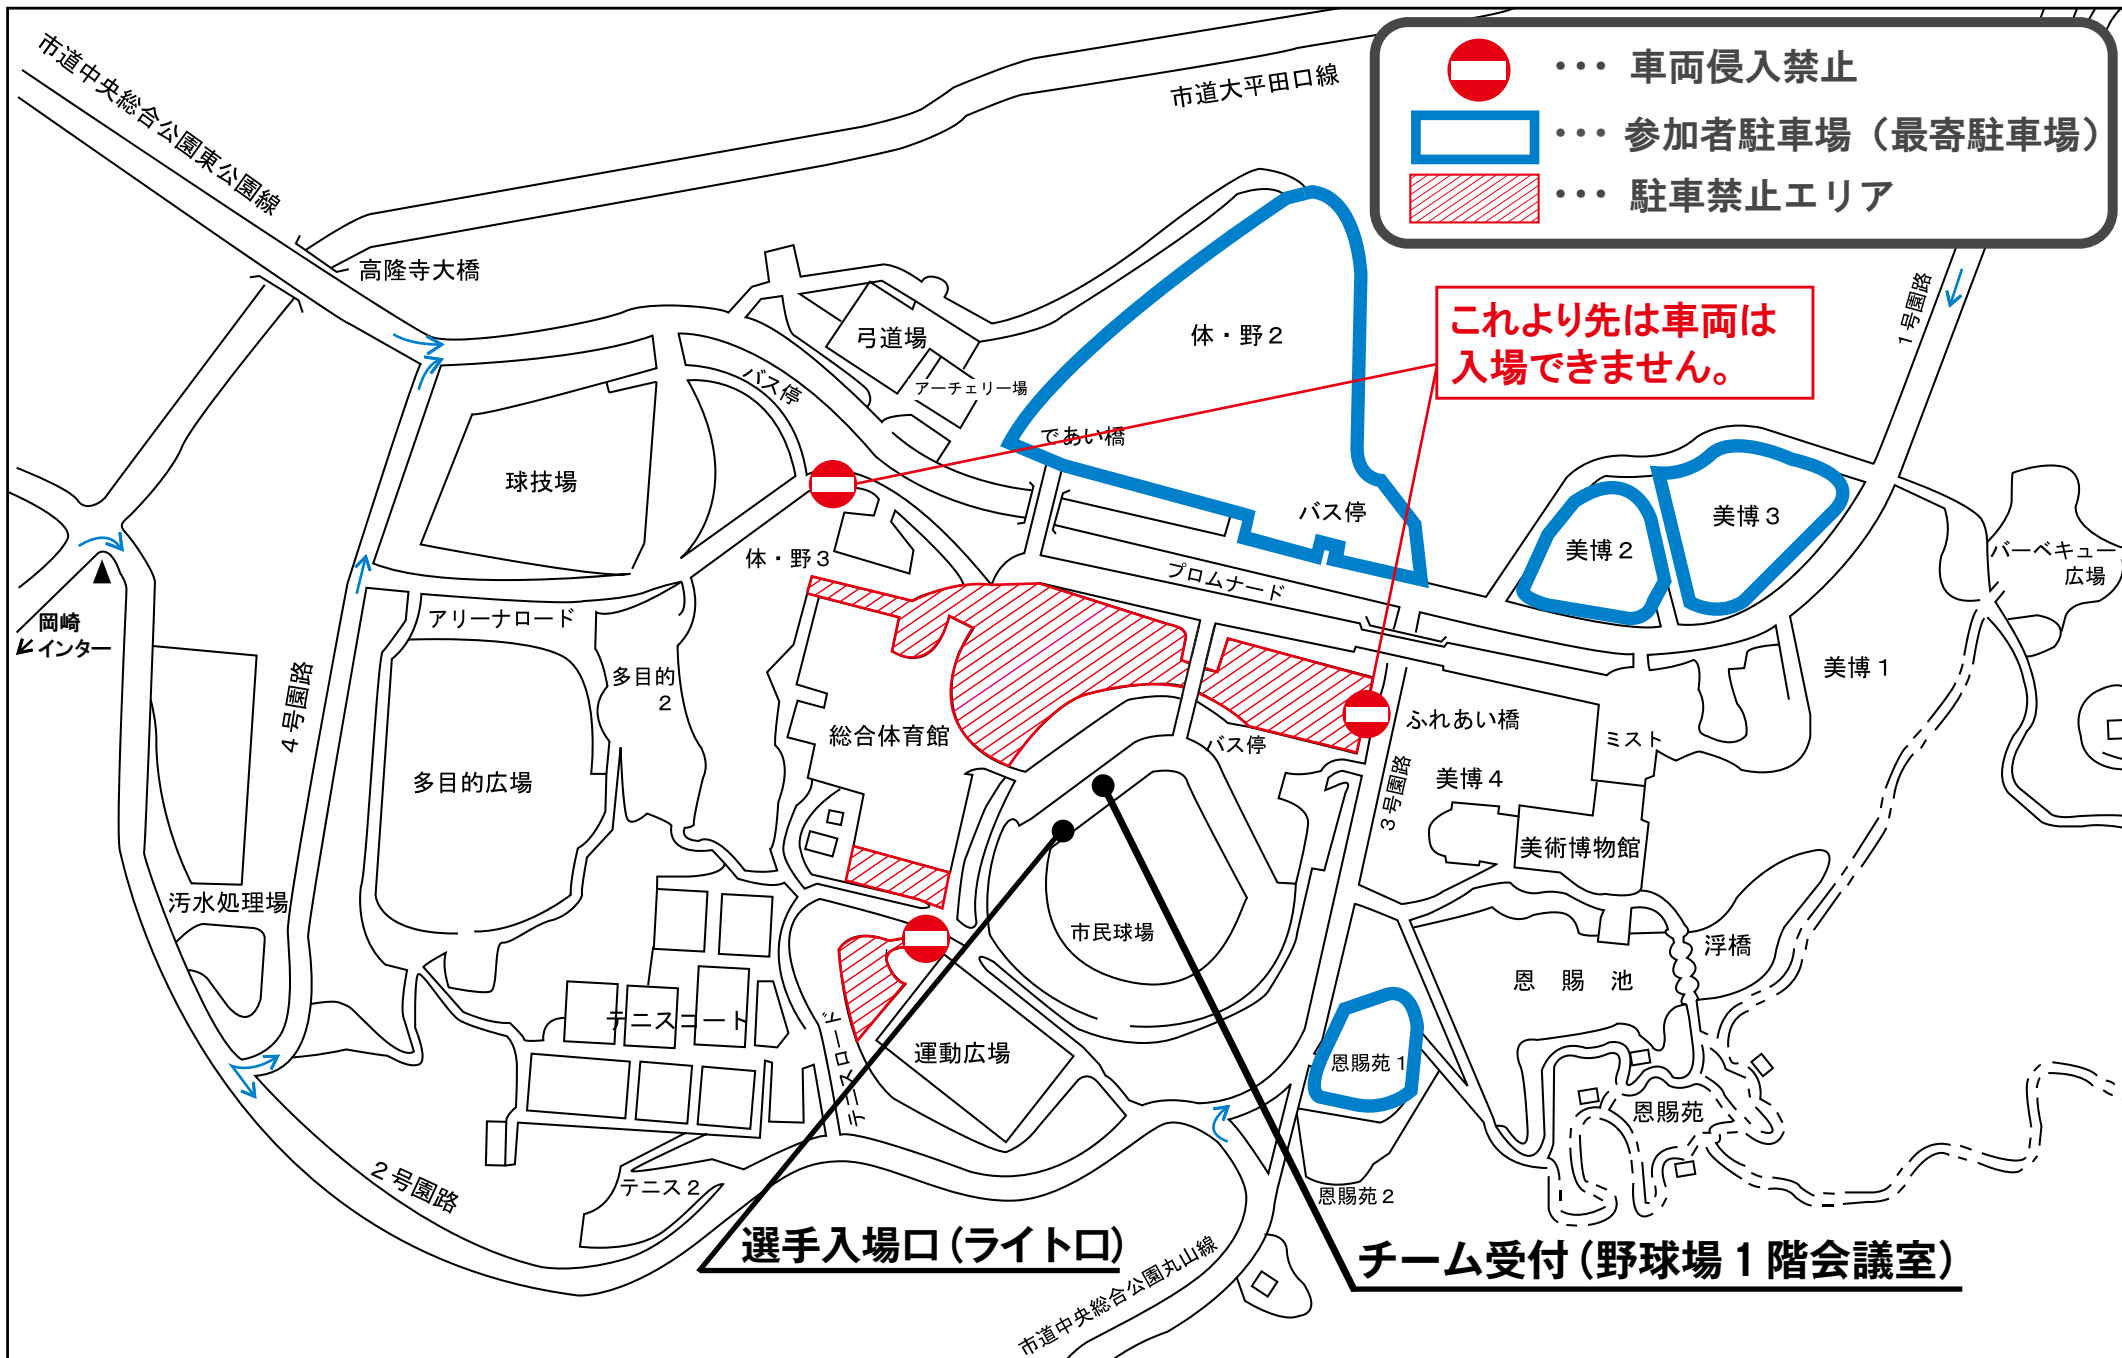 ･･･ 車両侵入禁止
･･･ 参加者駐車場（最寄駐車場）
･･･ 駐車禁止エリア
市道中央総合公園東公園線
市道大平田口線
高隆寺大橋
1号園路
これより先は車両は
入場できません。
弓道場
体・野2
バス停
アーチェリー場
であい橋
球技場
バス停
美博3
美博2
体・野3
プロムナード
バーベキュー
広場
岡崎
インター
アリーナロード
多目的
2
美博1
4号園路
総合体育館
バス停
ふれあい橋
ミスト
多目的広場
美博4
3号園路
美術博物館
汚水処理場
市民球場
浮橋
恩賜池
テニスコート
テニスロード
運動広場
恩賜苑1
恩賜苑
2号園路
テニス2
恩賜苑2
選手入場口（ライト口）
チーム受付（野球場1階会議室）
市道中央総合公園丸山線